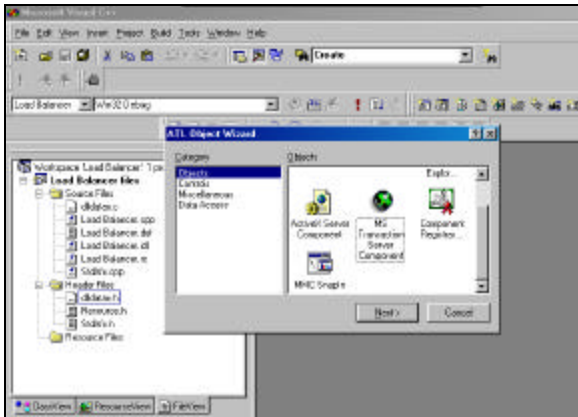 Microsoft Visual C++
File Edit View Insert Project Build Tools Window Help
Create
Load Balancer
Win32 Debug
ATL Object Wizard
Category
Objects
Objects
Controls
Miscellaneous
Data Access
Explo...
ActiveX Server Component
MS Transaction Server Component
Component Registrar...
MMC SnapIn
Next >
Cancel
Workspace 'Load Balancer': 1
Load Balancer files
Source Files
dlldatax.c
Load Balancer.cpp
Load Balancer.def
Load Balancer.idl
Load Balancer.rc
StdAfx.cpp
Header Files
dlldatax.h
Resource.h
StdAfx.h
Resource Files
ClassView
ResourceView
FileView